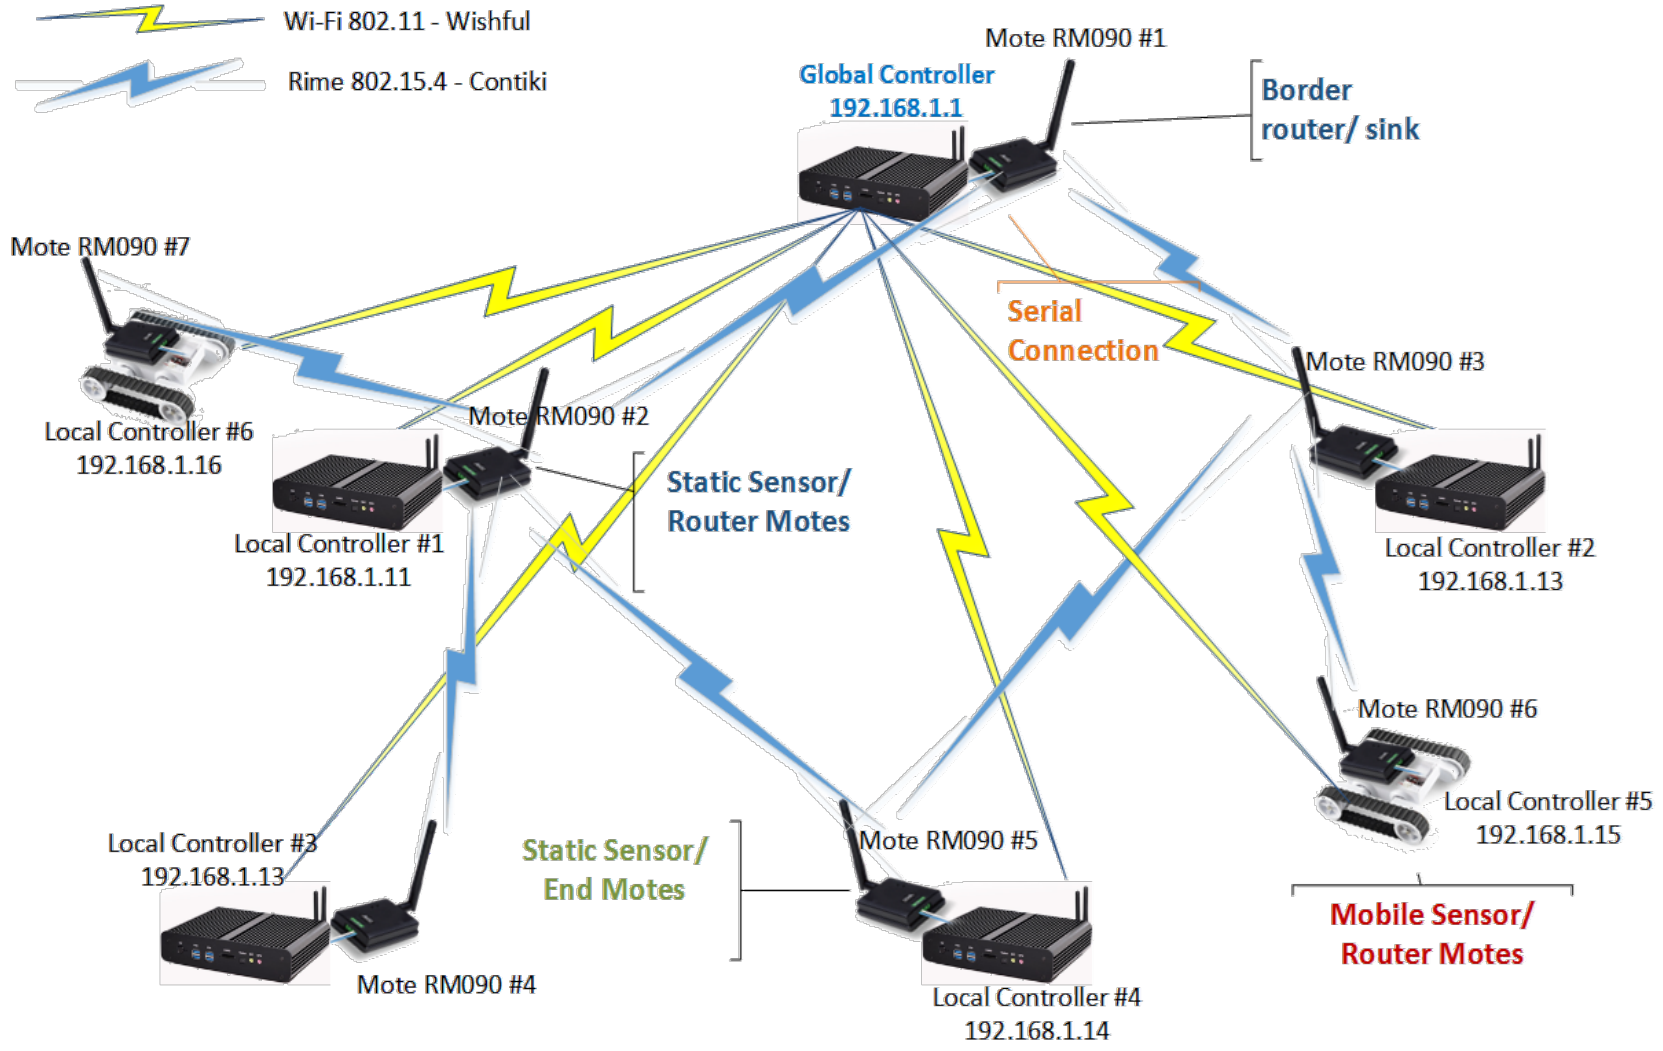 Wi-Fi 802.11 - Wishful
Rime 802.15.4 - Contiki
Mote RM090 #1
Global Controller
192.168.1.1
Border
router/ sink
Mote RM090 #7
Serial
Connection
Mote RM090 #3
Local Controller #6
192.168.1.16
Mote RM090 #2
Static Sensor/
Router Motes
Local Controller #1
192.168.1.11
Local Controller #2
192.168.1.13
Mote RM090 #6
Local Controller #5
192.168.1.15
Local Controller #3
192.168.1.13
Static Sensor/
End Motes
Mote RM090 #5
Mobile Sensor/
Router Motes
Mote RM090 #4
Local Controller #4
192.168.1.14